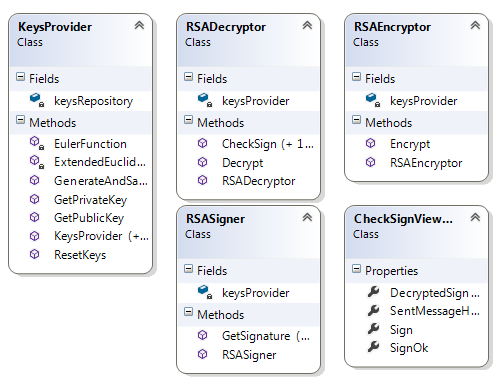 KeysProvider
Class
Fields
keysRepository
Methods
EulerFunction
ExtendedEuclid...
GenerateAndSa...
GetPrivateKey
GetPublicKey
KeysProvider (+...
ResetKeys
RSADecryptor
Class
Fields
keysProvider
Methods
CheckSign (+ 1...
Decrypt
RSADecryptor
RSAEncryptor
Class
Fields
keysProvider
Methods
Encrypt
RSAEncryptor
RSASigner
Class
Fields
keysProvider
Methods
GetSignature (...
RSASigner
CheckSignView...
Class
Properties
DecryptedSign...
SentMessageH...
Sign
SignOk